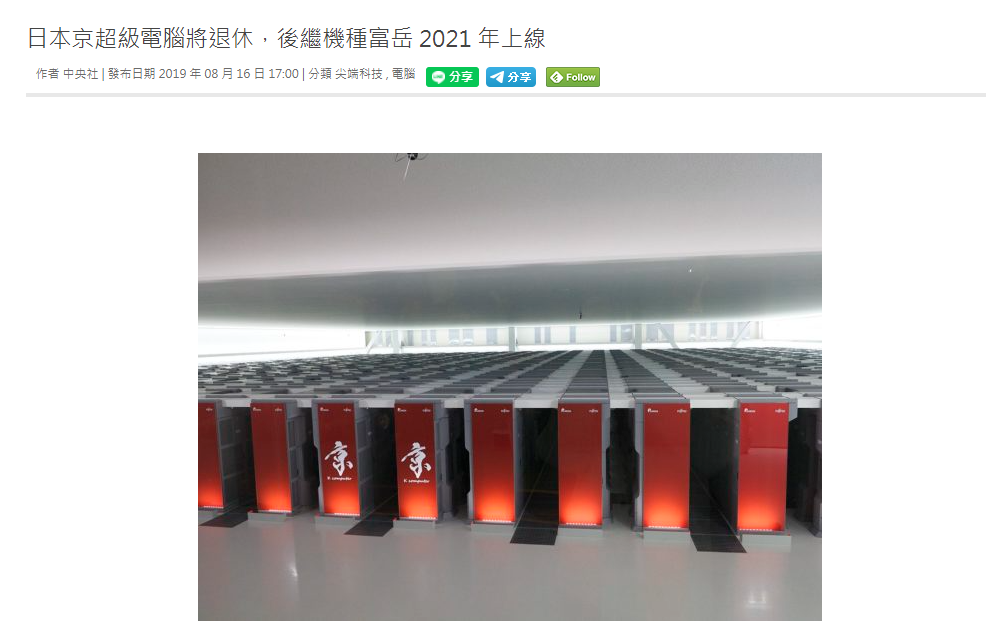 日本京超級電腦將退休，後繼機種富岳 2021 年上線
作者 中央社 | 發布日期 2019 年 08 月 16 日 17:00 | 分類 尖端科技 , 電腦
分享
分享
Follow
京
K computer
京
K computer